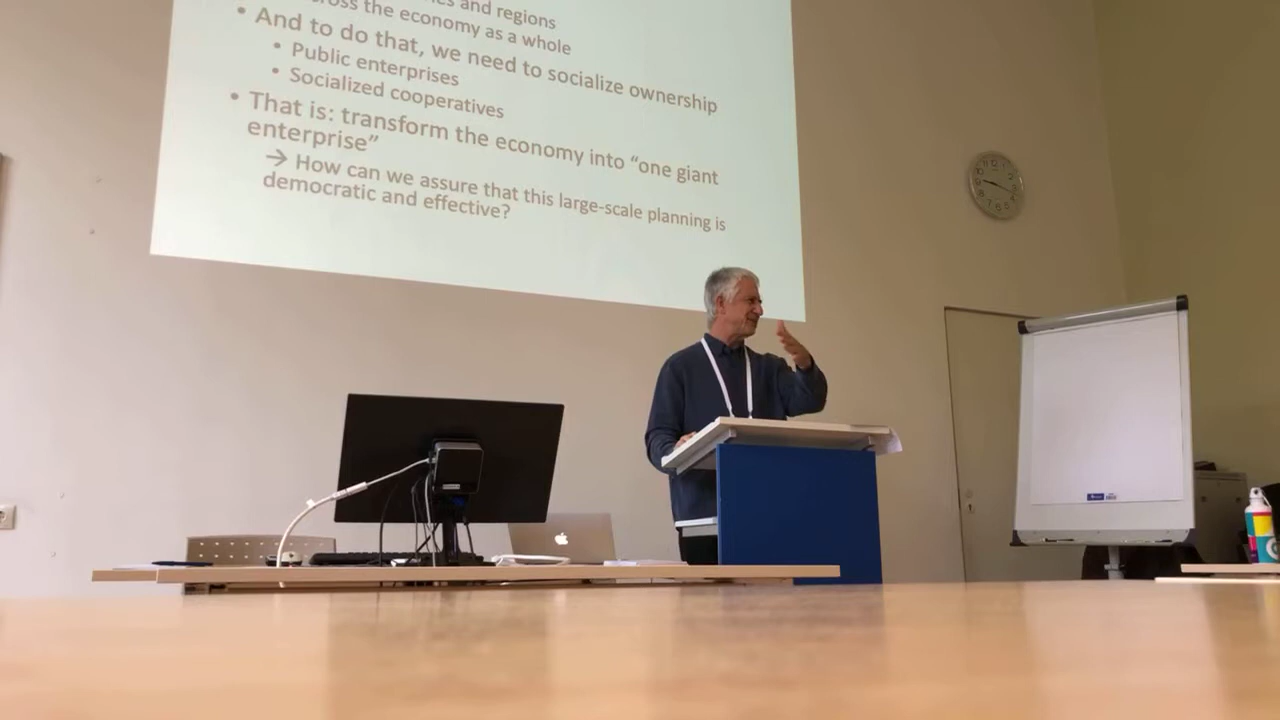 and regions
the economy as a whole
• And to do that, we need to socialize ownership
• Public enterprises
• Socialized cooperatives
• That is: transform the economy into “one giant
enterprise”
→ How can we assure that this large-scale planning is
democratic and effective?